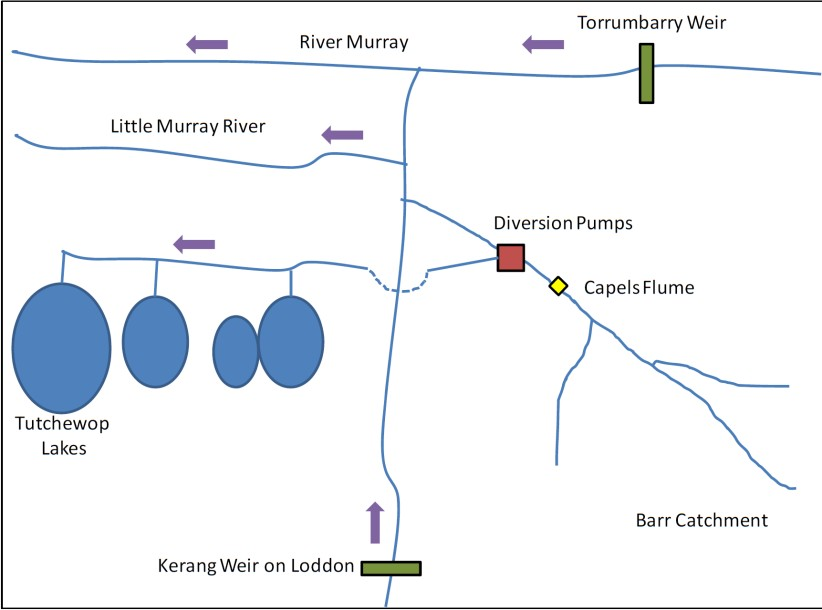 Torrumbarry Weir
River Murray
Little Murray River
Diversion Pumps
Capels Flume
Tutchewop
Lakes
Barr Catchment
Kerang Weir on Loddon